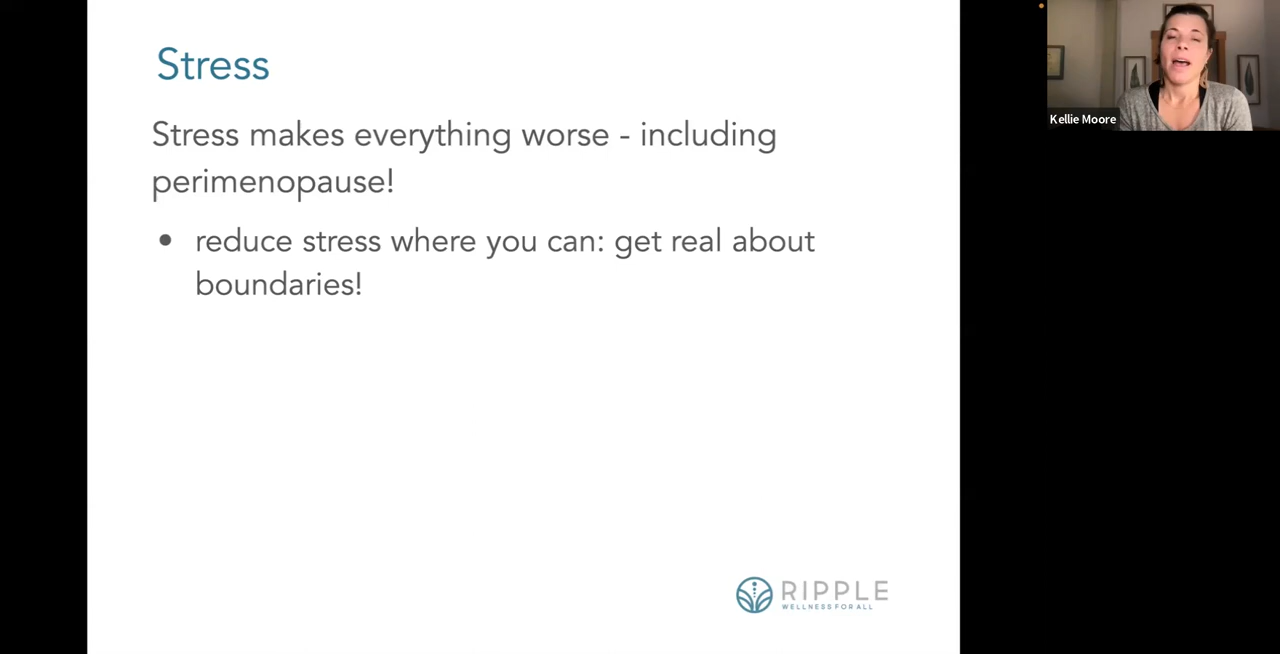 Stress
Stress makes everything worse - including
perimenopause!
• reduce stress where you can: get real about
boundaries!
RIPPLE
WELLNESS FOR ALL
Kellie Moore